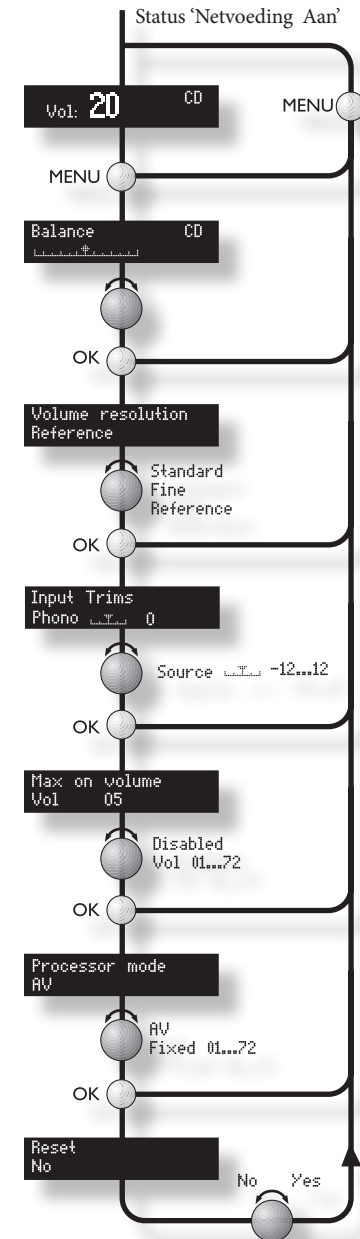 Status ‘Netvoeding Aan’
Vol: 20 CD
MENU
MENU
Balance CD
OK
Volume resolution
Reference
Standard
Fine
Reference
OK
Input Trims
Phono 0
Source -12...12
OK
Max on volume
Vol 05
Disabled
Vol 01...72
OK
Processor mode
AV
AV
Fixed 01...72
OK
Reset
No
No Yes